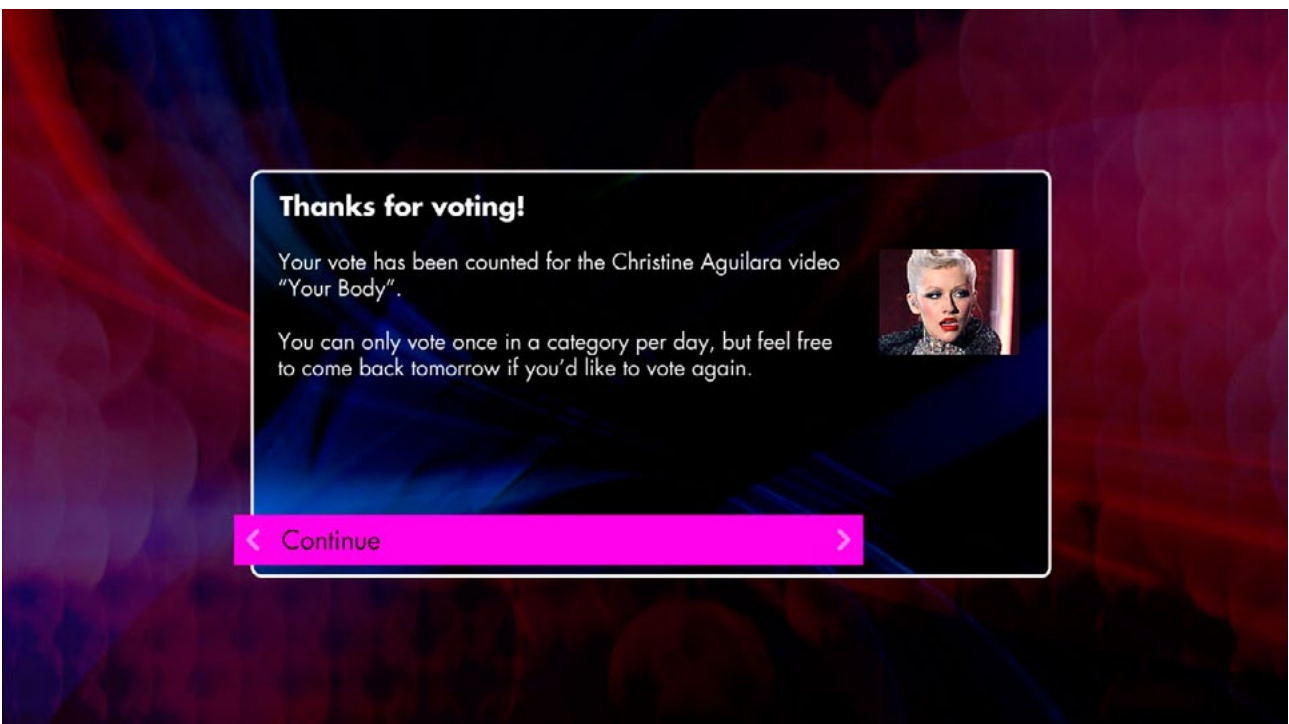 Thanks for voting!
Your vote has been counted for the Christine Aguilara video
“Your Body”.
You can only vote once in a category per day, but feel free
to come back tomorrow if you’d like to vote again.
Continue